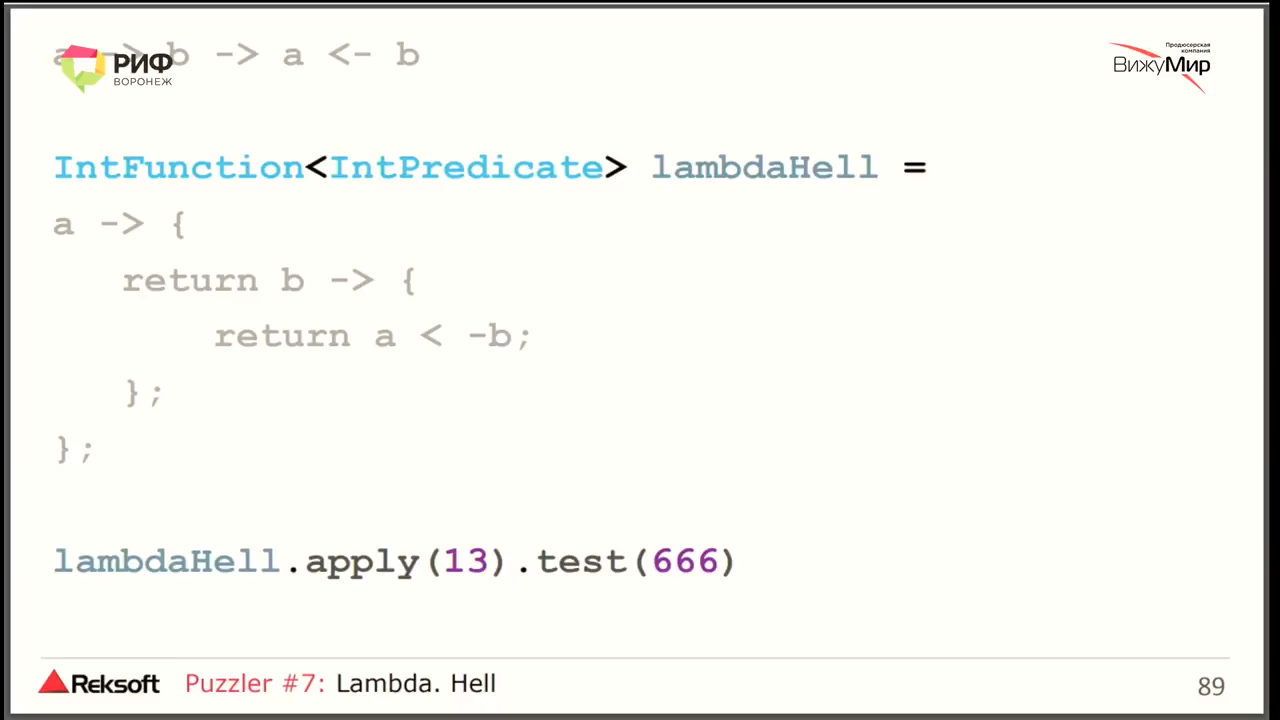 a -> b -> a <- b
РИФ
ВОРОНЕЖ
Продюсерская
компания
ВижуМир
IntFunction<IntPredicate> lambdaHell =
a -> {
return b -> {
return a < -b;
};
};
lambdaHell.apply(13).test(666)
Reksoft
Puzzler #7: Lambda. Hell
89